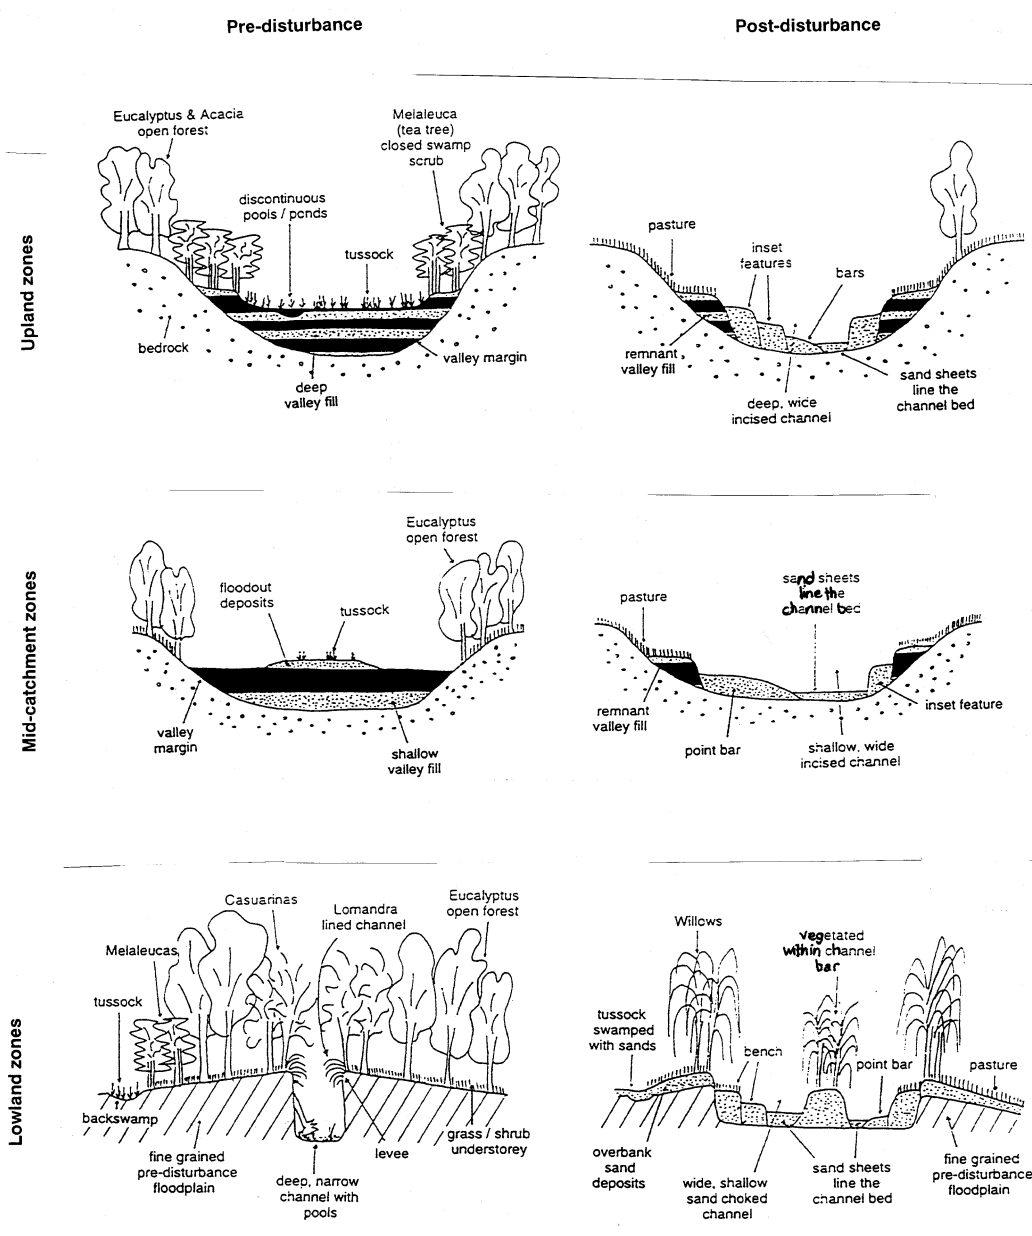 Pre-disturbance
Post-disturbance
Upland zones
Eucalyptus & Acacia
open forest
Melaleuca
(tea tree)
closed swamp
scrub
discontinuous
pools / ponds
tussock
bedrock
valley margin
deep
valley fill
pasture
inset
features
bars
remnant
valley fill
sand sheets
line the
channel bed
deep, wide
incised channel
Mid-catchment zones
Eucalyptus
open forest
floodout
deposits
tussock
valley
margin
shallow
valley fill
pasture
sand sheets
line the
channel bed
remnant
valley fill
inset feature
point bar
shallow, wide
incised channel
Lowland zones
Casuarinas
Lomandra
lined channel
Eucalyptus
open forest
Melaleucas
tussock
backswamp
fine grained
pre-disturbance
floodplain
deep, narrow
channel with
pools
levee
grass / shrub
understorey
Willows
vegetated
within channel
bar
tussock
swamped
with sands
bench
point bar
pasture
overbank
sand
deposits
wide, shallow
sand choked
channel
sand sheets
line the
channel bed
fine grained
pre-disturbance
floodplain